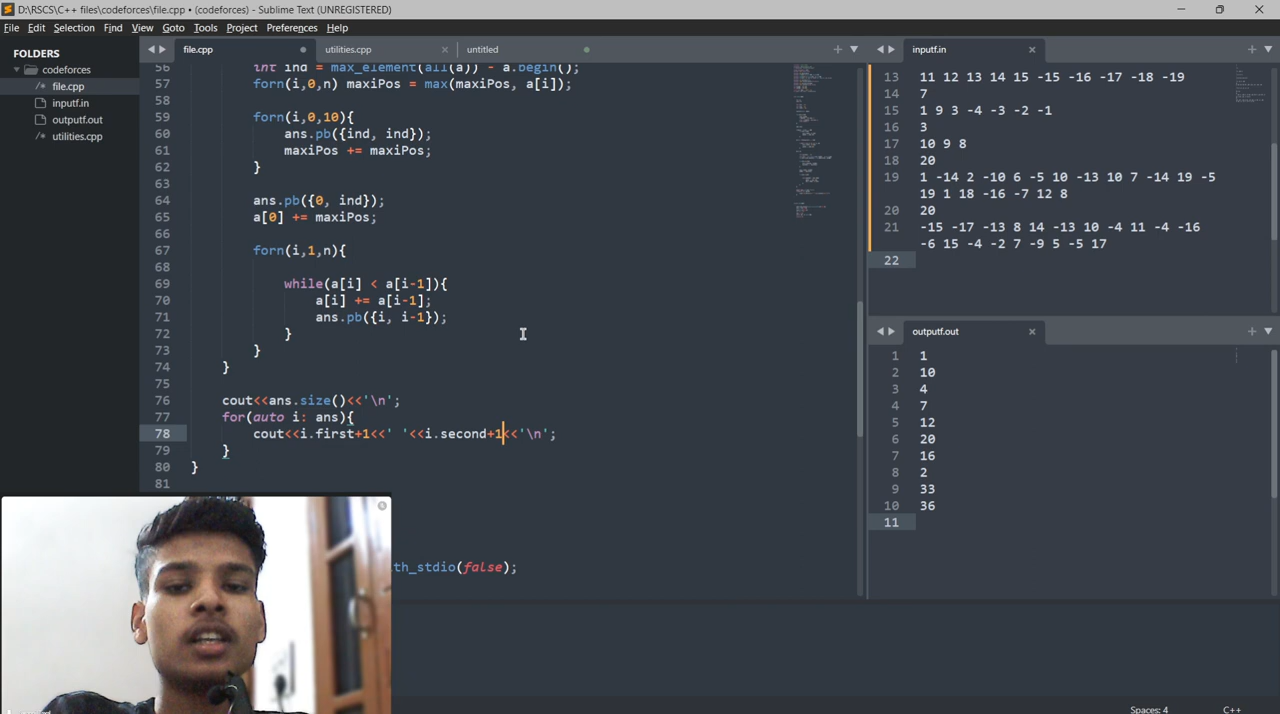 D:\RSCS\C++ files\codeforces\file.cpp • (codeforces) - Sublime Text (UNREGISTERED)
File Edit Selection Find View Goto Tools Project Preferences Help
FOLDERS
codeforces
file.cpp
inputf.in
outputf.out
utilities.cpp
file.cpp utilities.cpp untitled
56 int ind = max_element(all(a)) - a.begin();
57 forn(i,0,n) maxiPos = max(maxiPos, a[i]);
58
59 forn(i,0,10){
60 ans.pb({ind, ind});
61 maxiPos += maxiPos;
62 }
63
64 ans.pb({0, ind});
65 a[0] += maxiPos;
66
67 forn(i,1,n){
68
69 while(a[i] < a[i-1]){
70 a[i] += a[i-1];
71 ans.pb({i, i-1});
72 }
73 }
74 }
75
76 cout<<ans.size()<<'\n';
77 for(auto i: ans){
78 cout<<i.first+1<<' '<<i.second+1<<'\n';
79 }
80 }
81
th_stdio(false);
inputf.in
13 11 12 13 14 15 -15 -16 -17 -18 -19
14 7
15 1 9 3 -4 -3 -2 -1
16 3
17 10 9 8
18 20
19 1 -14 2 -10 6 -5 10 -13 10 7 -14 19 -5
19 1 18 -16 -7 12 8
20 20
21 -15 -17 -13 8 14 -13 10 -4 11 -4 -16
-6 15 -4 -2 7 -9 5 -5 17
22
outputf.out
1 1
2 10
3 4
4 7
5 12
6 20
7 16
8 2
9 33
10 36
11
Spaces: 4 C++